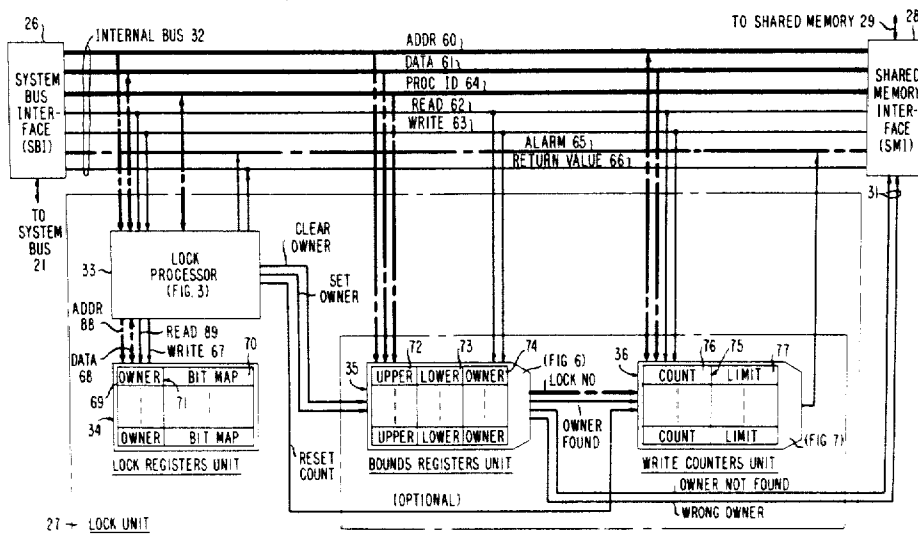 26
INTERNAL BUS 32
TO SHARED MEMORY 29
28
ADDR 60
DATA 61
PROC ID 64
READ 62
WRITE 63
ALARM 65
RETURN VALUE 66
SYSTEM
BUS
INTER-
FACE
(SBI)
SHARED
MEMORY
INTER-
FACE
(SMI)
TO
SYSTEM
BUS
21
31
33
LOCK
PROCESSOR
(FIG. 3)
CLEAR
OWNER
SET
OWNER
ADDR
88
READ 89
DATA
68
WRITE 67
70
69
OWNER
BIT MAP
71
34
OWNER
BIT MAP
LOCK REGISTERS UNIT
RESET
COUNT
35
72
73
74
(FIG 6)
UPPER
LOWER
OWNER
UPPER
LOWER
OWNER
BOUNDS REGISTERS UNIT
LOCK NO
OWNER
FOUND
36
76
75
77
COUNT
LIMIT
COUNT
LIMIT
(FIG 7)
WRITE COUNTERS UNIT
OWNER NOT FOUND
(OPTIONAL)
WRONG OWNER
27
LOCK UNIT